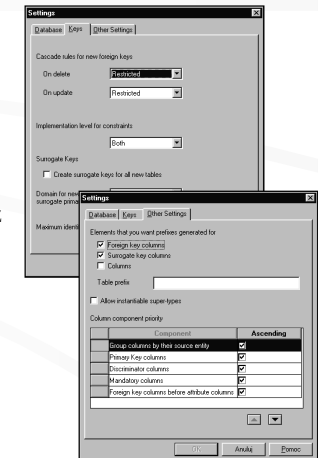 Settings
Database Keys Other Settings
Cascade rules for new foreign keys
On delete Restricted
On update Restricted
Implementation level for constraints
Both
Surrogate Keys
Create surrogate keys for all new tables
Domain for new
surrogate prima
Maximum identi
Settings
Database Keys Other Settings
Elements that you want prefixes generated for
Foreign key columns
Surrogate key columns
Columns
Table prefix
Allow instantiable super-types
Column component priority
Component Ascending
Group columns by their source entity
Primary Key columns
Discriminator columns
Mandatory columns
Foreign key columns before attribute columns
OK Anuluj Pomoc